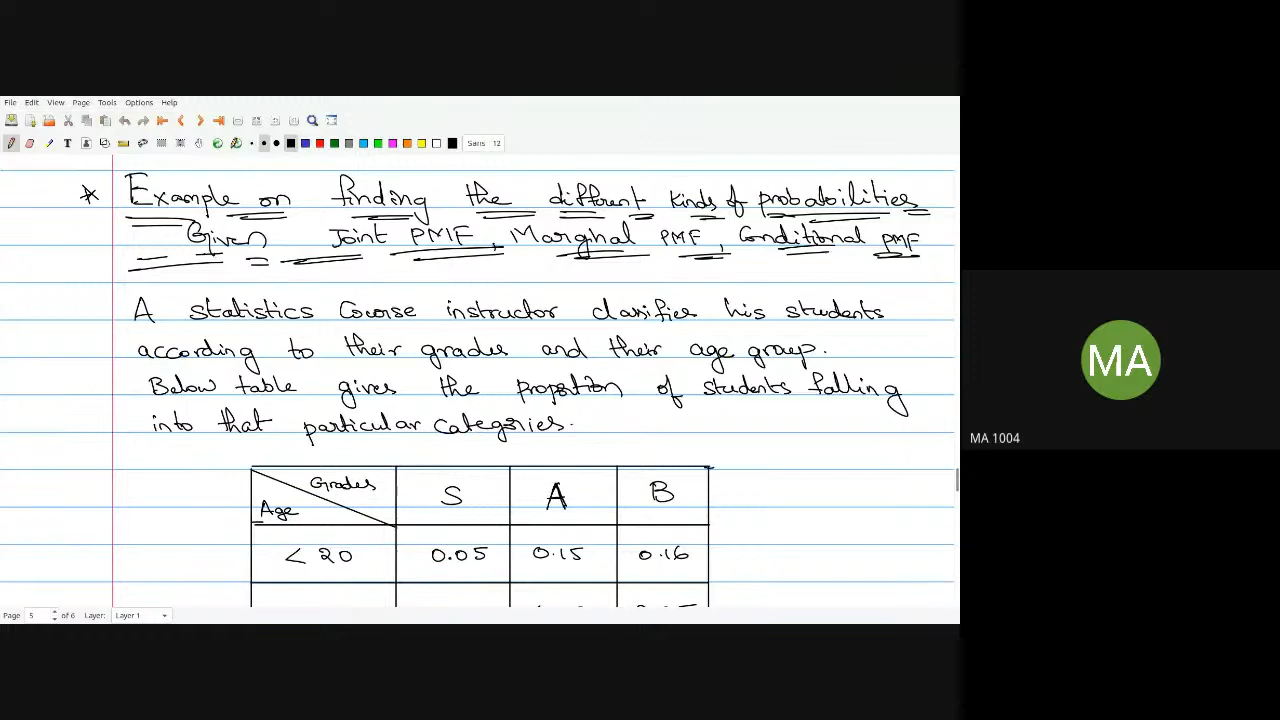 File Edit View Page Tools Options Help
Sans 12
* Example on finding the different kinds of probabilities
Given Joint PMF, Marginal PMF, Conditional PMF
A statistics Course instructor classifies his students
according to their grades and their age group.
Below table gives the proportion of students falling
into that particular categories.
Grades
Age
S A B
< 20 0.05 0.15 0.16
Page 5 of 6 Layer: Layer 1
MA
MA 1004